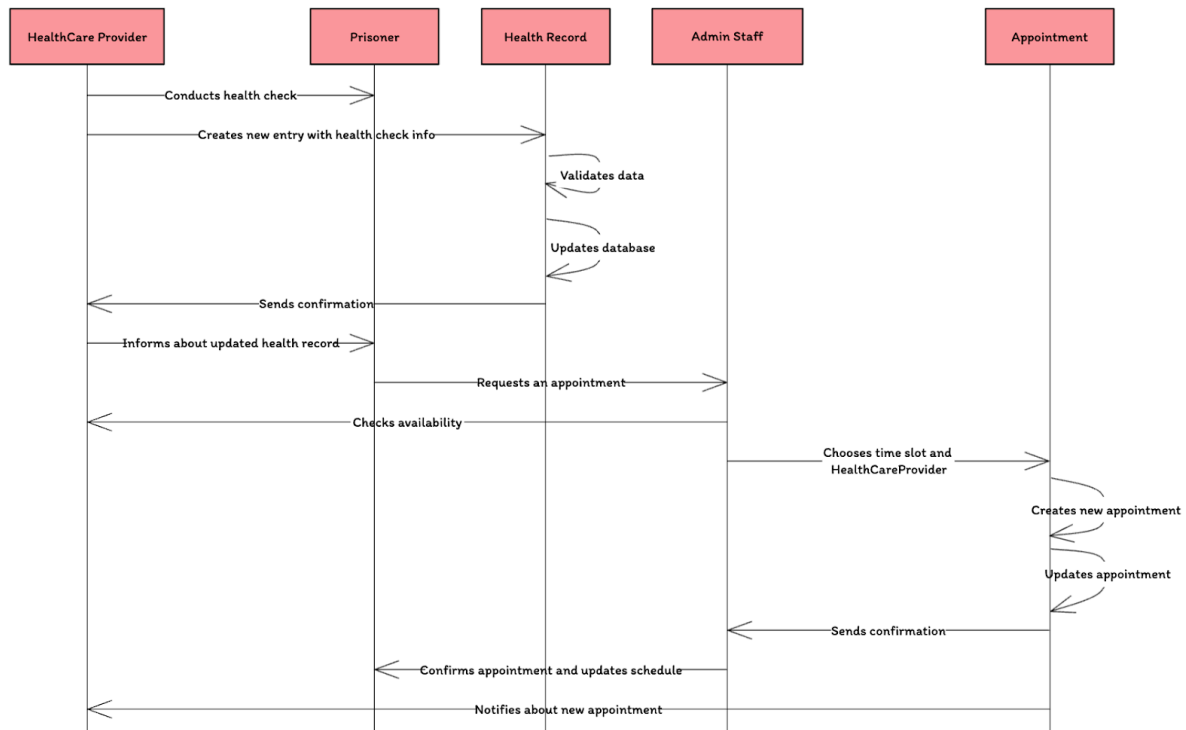 HealthCare Provider
Prisoner
Health Record
Admin Staff
Appointment
Conducts health check
Creates new entry with health check info
Validates data
Updates database
Sends confirmation
Informs about updated health record
Requests an appointment
Checks availability
Chooses time slot and
HealthCareProvider
Creates new appointment
Updates appointment
Sends confirmation
Confirms appointment and updates schedule
Notifies about new appointment